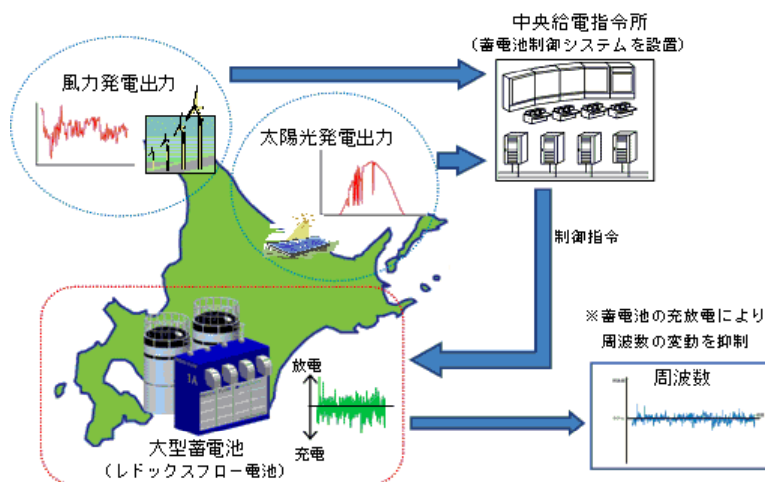 中央給電指令所
(蓄電池制御システムを設置)
風力発電出力
太陽光発電出力
制御指令
※蓄電池の充放電により
周波数の変動を抑制
周波数
放電
充電
1A
大型蓄電池
(レドックスフロー電池)